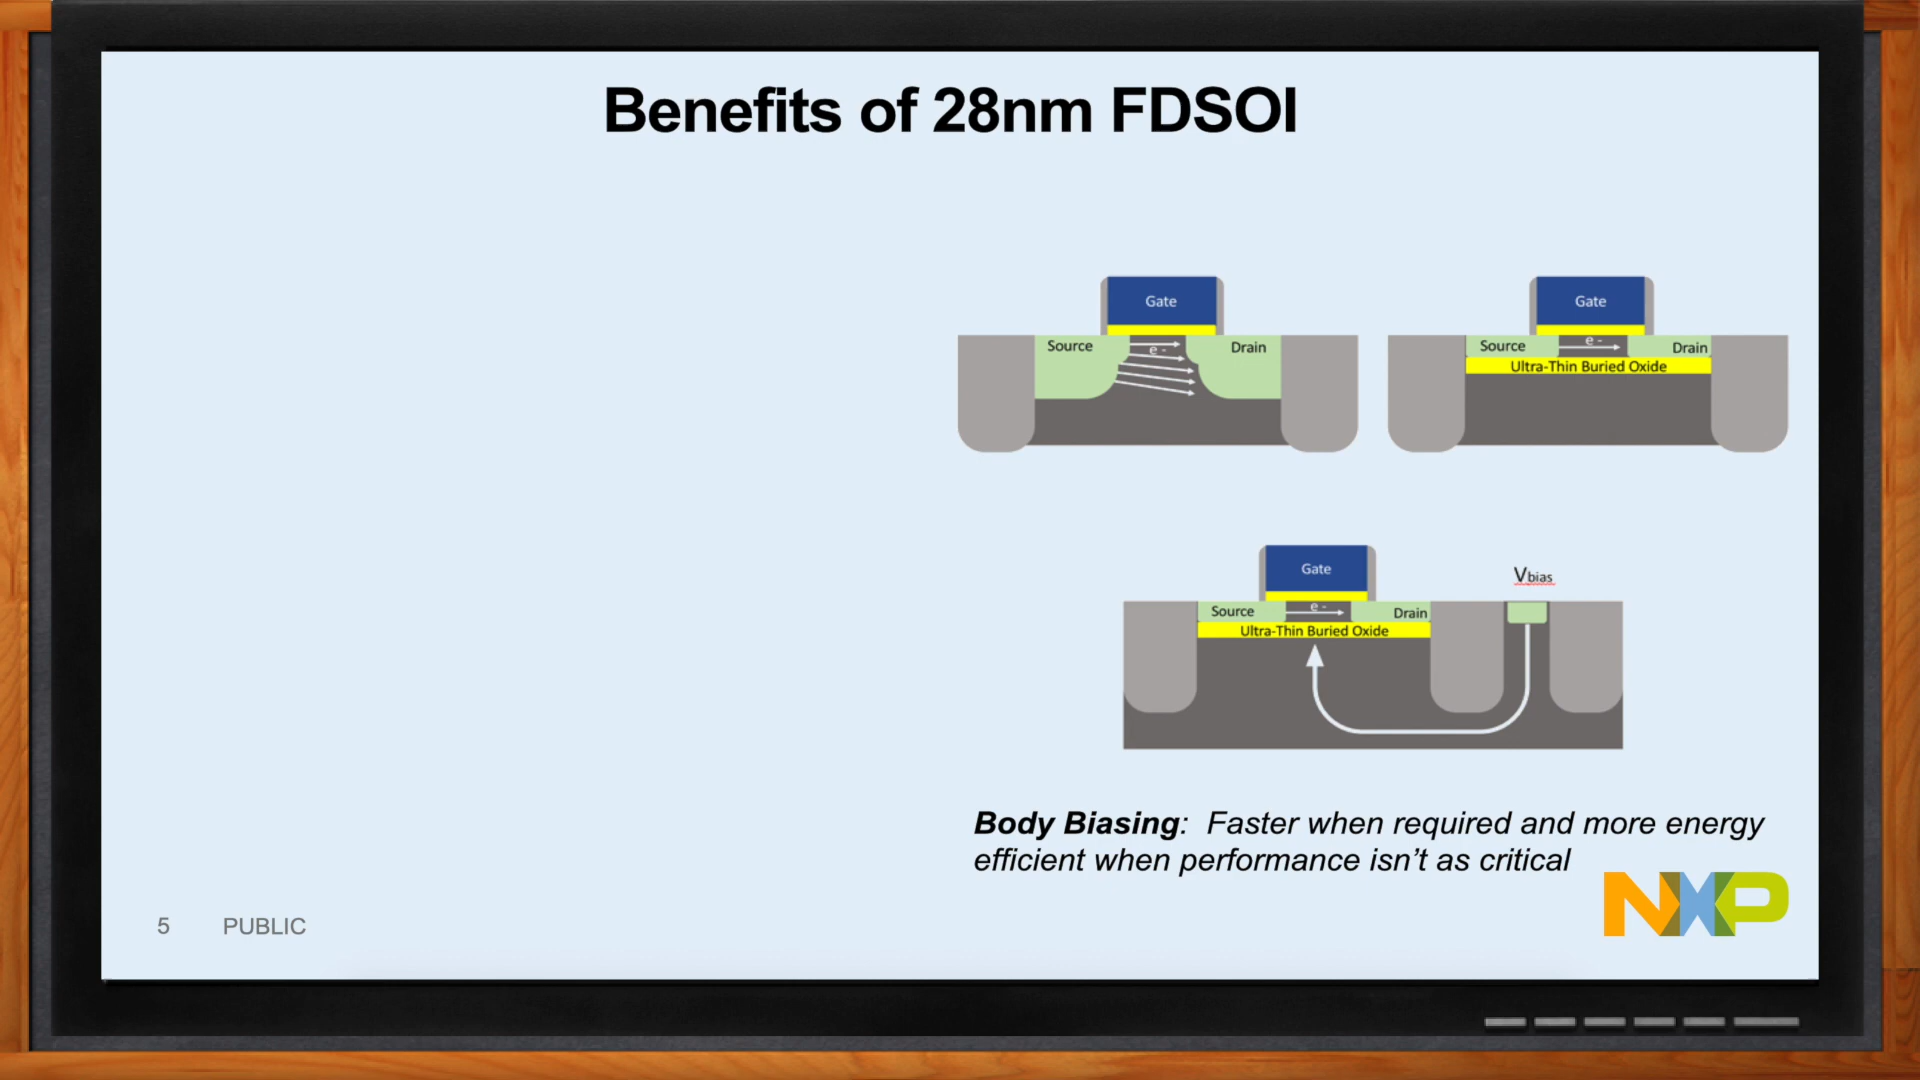 Benefits of 28nm FDSOI
Gate
Source
e -
Drain
Gate
Source
e -
Drain
Ultra-Thin Buried Oxide
Gate
Vbias
Source
e -
Drain
Ultra-Thin Buried Oxide
Body Biasing:  Faster when required and more energy
efficient when performance isn't as critical
NXP
5 PUBLIC